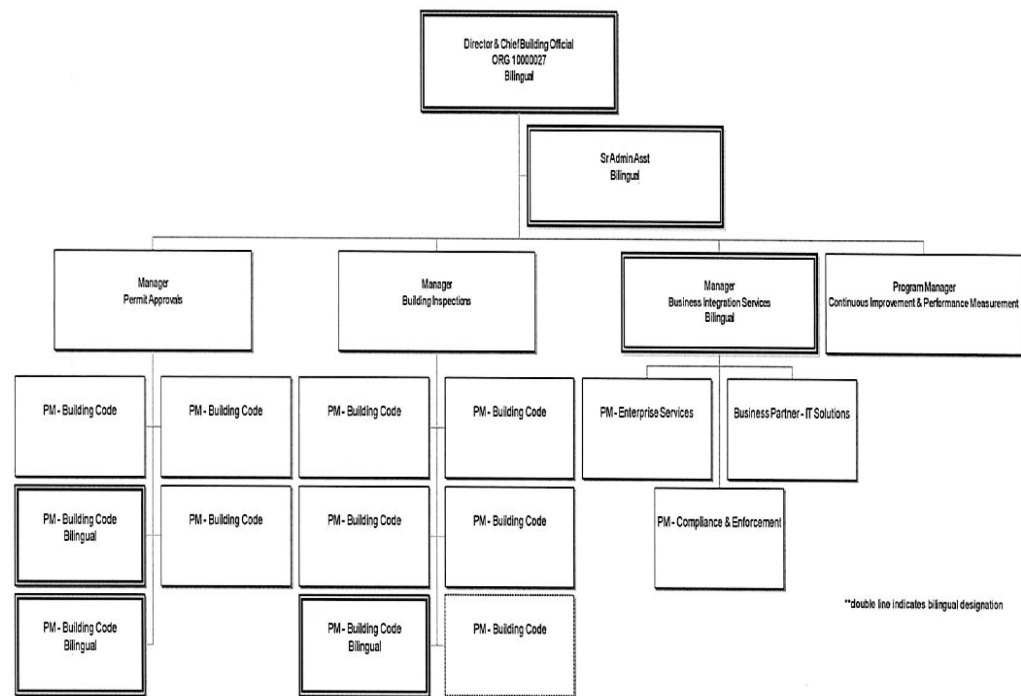 Director & Chief Building Official
ORG 10000027
Bilingual
Sr Admin Asst
Bilingual
Manager
Permit Approvals
Manager
Building Inspections
Manager
Business Integration Services
Bilingual
Program Manager
Continuous Improvement & Performance Measurement
PM - Building Code
PM - Building Code
PM - Building Code
PM - Building Code
PM - Enterprise Services
Business Partner - IT Solutions
PM - Building Code
Bilingual
PM - Building Code
PM - Building Code
PM - Building Code
PM - Compliance & Enforcement
PM - Building Code
Bilingual
PM - Building Code
Bilingual
PM - Building Code
**double line indicates bilingual designation